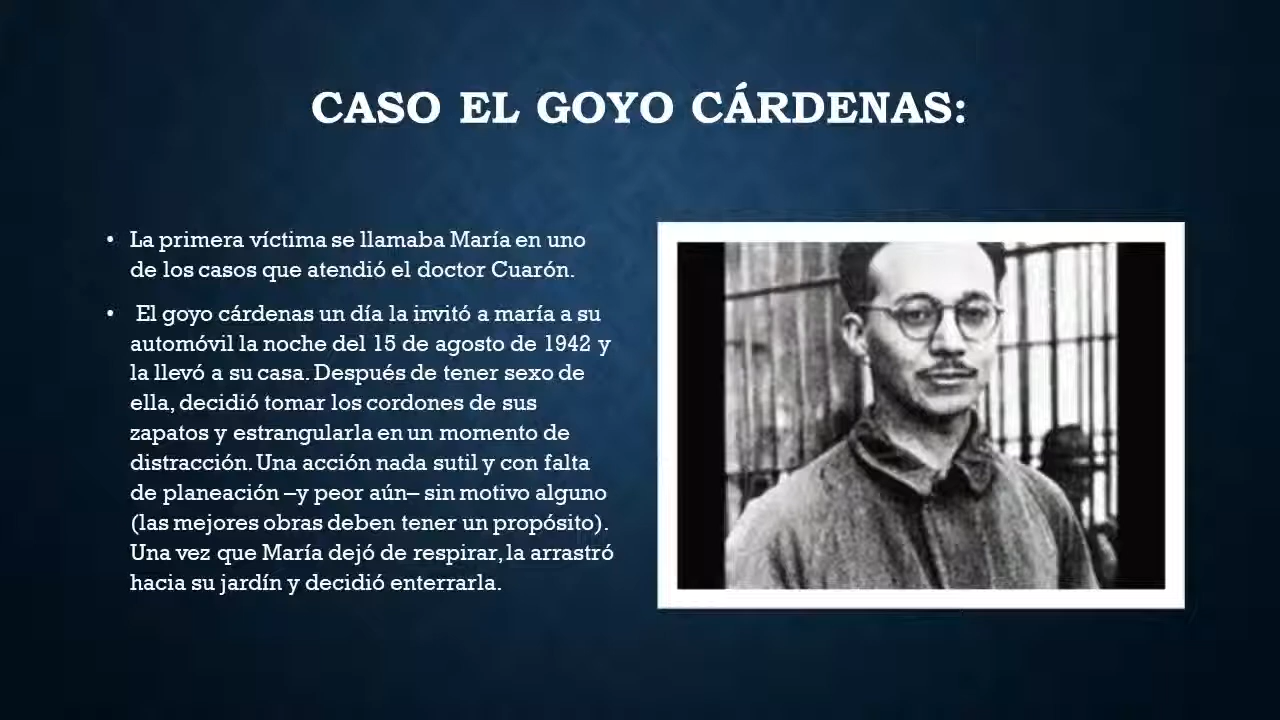 CASO EL GOYO CÁRDENAS:
• La primera víctima se llamaba María en uno
de los casos que atendió el doctor Cuarón.
• El goyo cárdenas un día la invitó a maría a su
automóvil la noche del 15 de agosto de 1942 y
la llevó a su casa. Después de tener sexo de
ella, decidió tomar los cordones de sus
zapatos y estrangularla en un momento de
distracción. Una acción nada sutil y con falta
de planeación –y peor aún– sin motivo alguno
(las mejores obras deben tener un propósito).
Una vez que María dejó de respirar, la arrastró
hacia su jardín y decidió enterrarla.